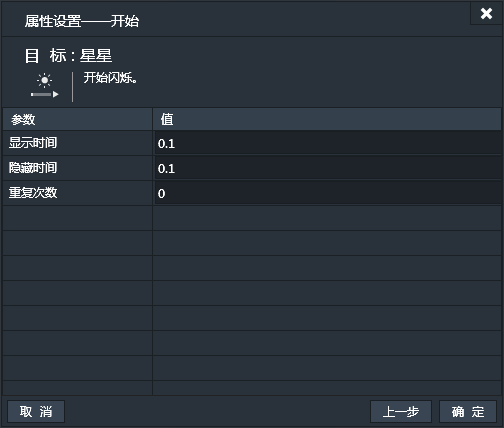 属性设置——开始
目 标 : 星星
开始闪烁。
参数 值
显示时间 0.1
隐藏时间 0.1
重复次数 0
取 消 上一步 确 定